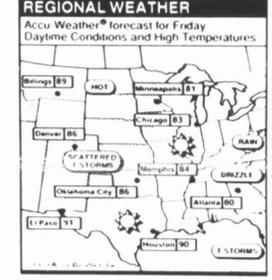 REGIONAL WEATHER
Accu Weather® forecast for Friday
Daytime Conditions and High Temperatures
Billings 89
HOT
Minneapolis 81
Chicago 83
Denver 86
RAIN
SCATTERED
T-STORMS
Memphis 84
DRIZZLE
Oklahoma City 86
Atlanta 80
El Paso 91
Houston 90
T-STORMS